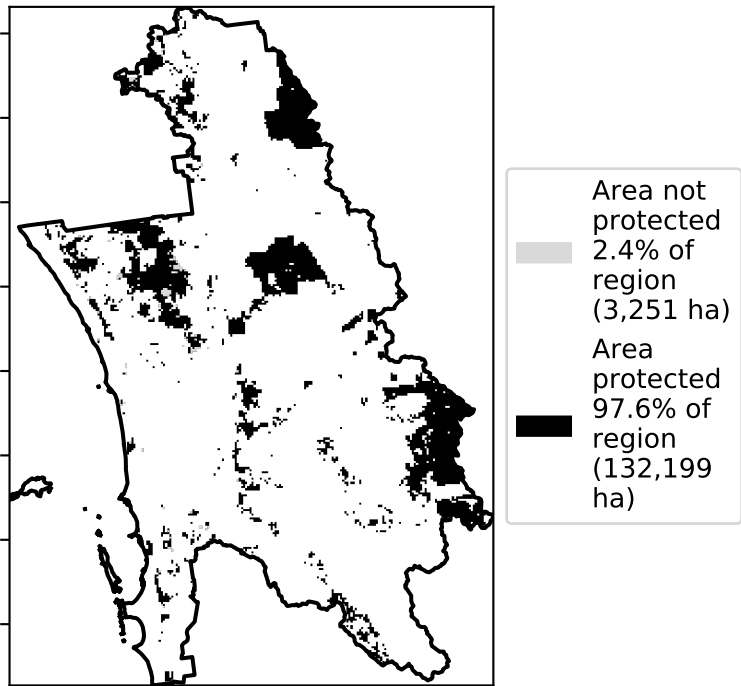 Area not
protected
2.4% of
region
(3,251 ha)
Area
protected
97.6% of
region
(132,199
ha)